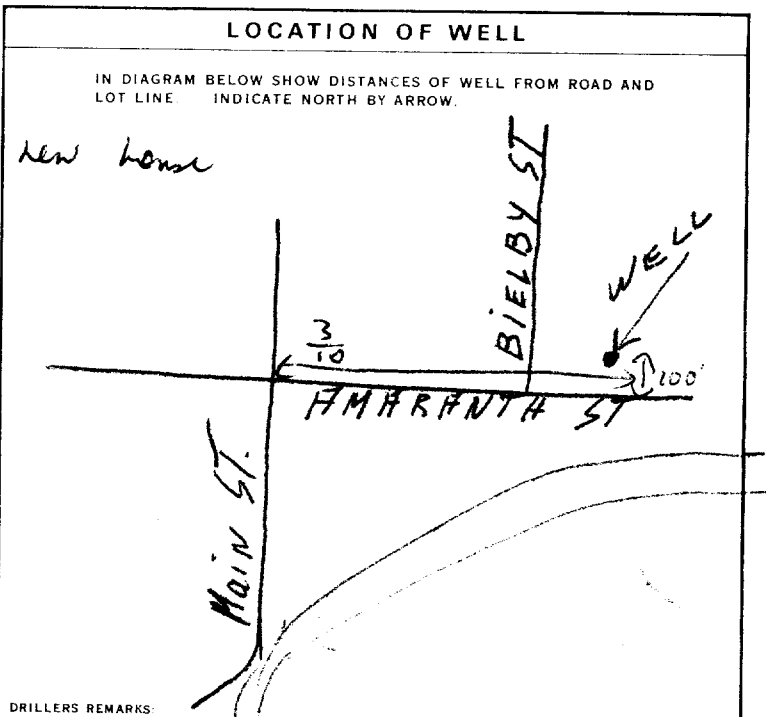 LOCATION OF WELL
IN DIAGRAM BELOW SHOW DISTANCES OF WELL FROM ROAD AND
LOT LINE. INDICATE NORTH BY ARROW.
new house
BiELBY ST
WELL
3/10
100'
AMARANTH ST
Main ST.
DRILLERS REMARKS: